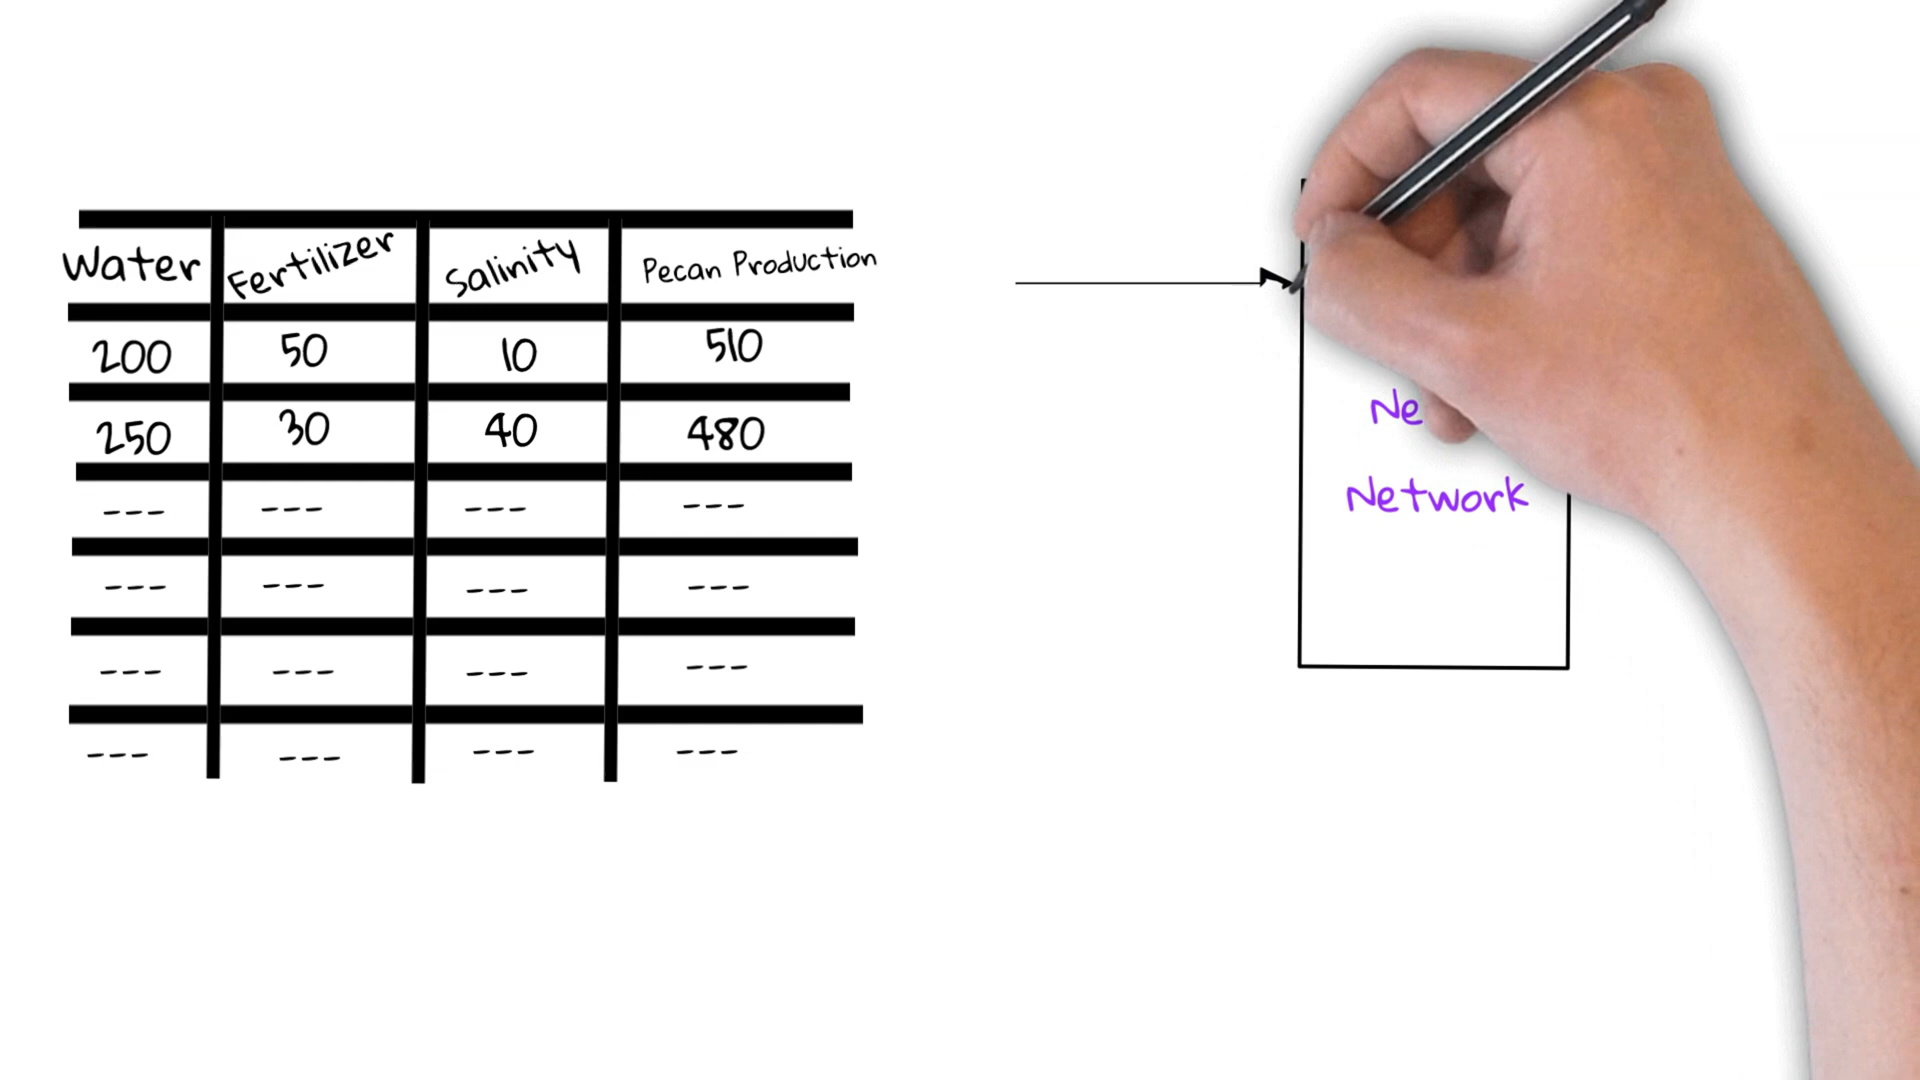 Water Fertilizer Salinity Pecan Production
200 50 10 510
250 30 40 480
--- --- --- ---
--- --- --- ---
--- --- --- ---
--- --- --- ---
Ne
Network